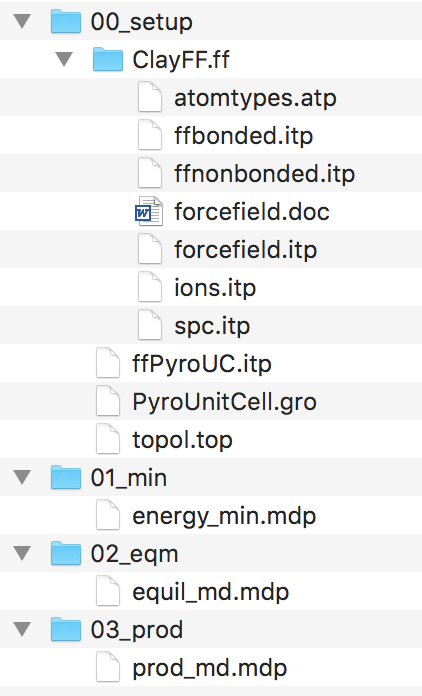 00_setup
ClayFF.ff
atomtypes.atp
ffbonded.itp
ffnonbonded.itp
forcefield.doc
forcefield.itp
ions.itp
spc.itp
ffPyroUC.itp
PyroUnitCell.gro
topol.top
01_min
energy_min.mdp
02_eqm
equil_md.mdp
03_prod
prod_md.mdp